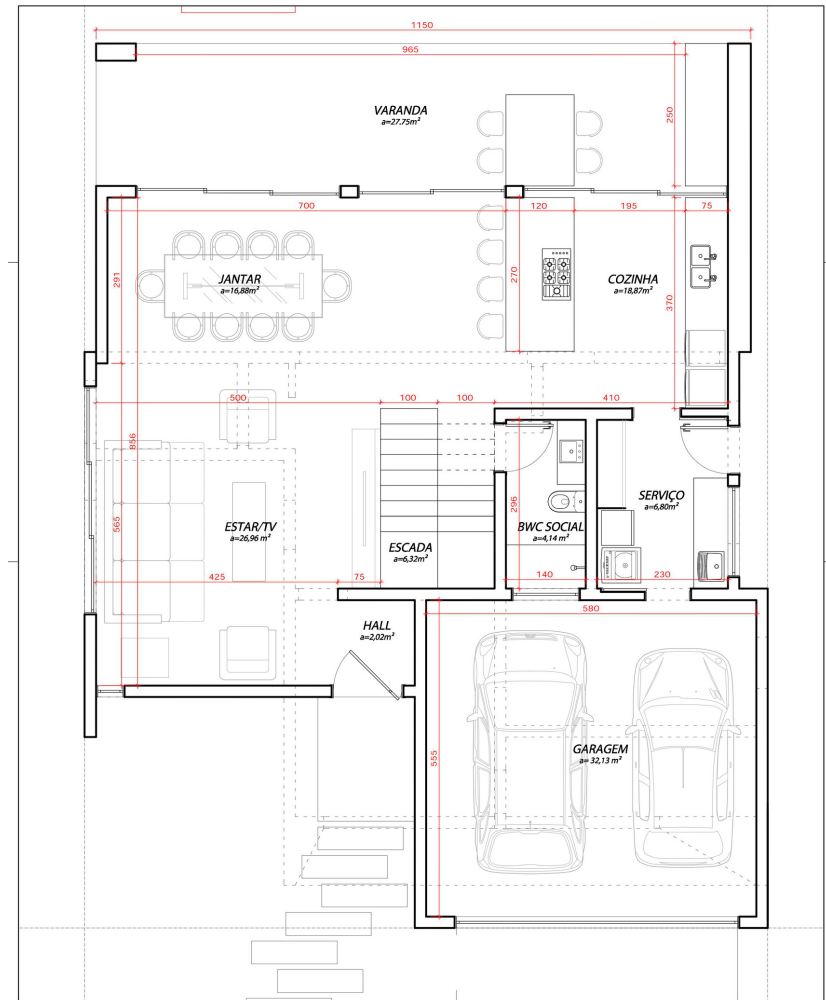 1150
965
VARANDA
a=27.75m²
250
700
120
195
75
291
JANTAR
a=16,88m²
270
COZINHA
a=18,87m²
370
500
100
100
410
856
565
296
ESTAR/TV
a=26,96 m²
ESCADA
a=6,32m²
BWC SOCIAL
a=4,14 m²
SERVIÇO
a=6,80m²
425
75
140
230
580
HALL
a=2,02m²
555
GARAGEM
a= 32,13 m²